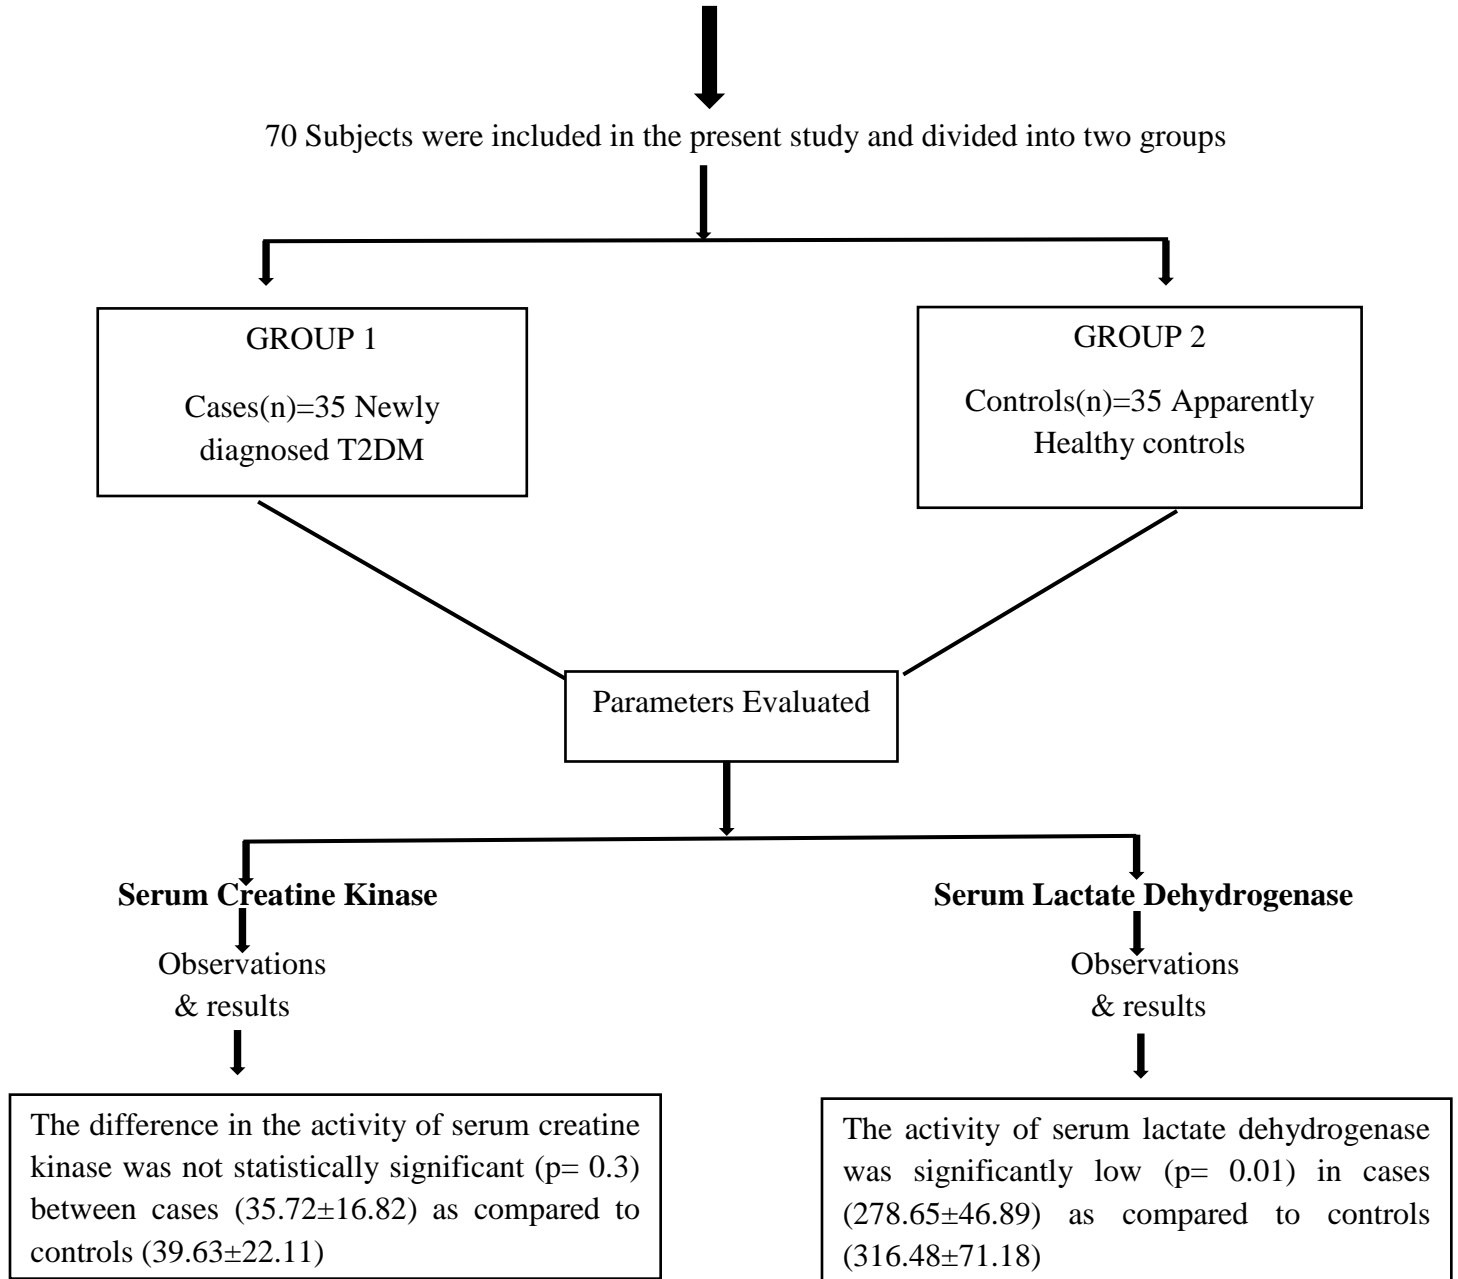 70 Subjects were included in the present study and divided into two groups
GROUP 1
Cases(n)=35 Newly
diagnosed T2DM
GROUP 2
Controls(n)=35 Apparently
Healthy controls
Parameters Evaluated
Serum Creatine Kinase
Observations
& results
The difference in the activity of serum creatine
kinase was not statistically significant (p= 0.3)
between cases (35.72±16.82) as compared to
controls (39.63±22.11)
Serum Lactate Dehydrogenase
Observations
& results
The activity of serum lactate dehydrogenase
was significantly low (p= 0.01) in cases
(278.65±46.89) as compared to controls
(316.48±71.18)